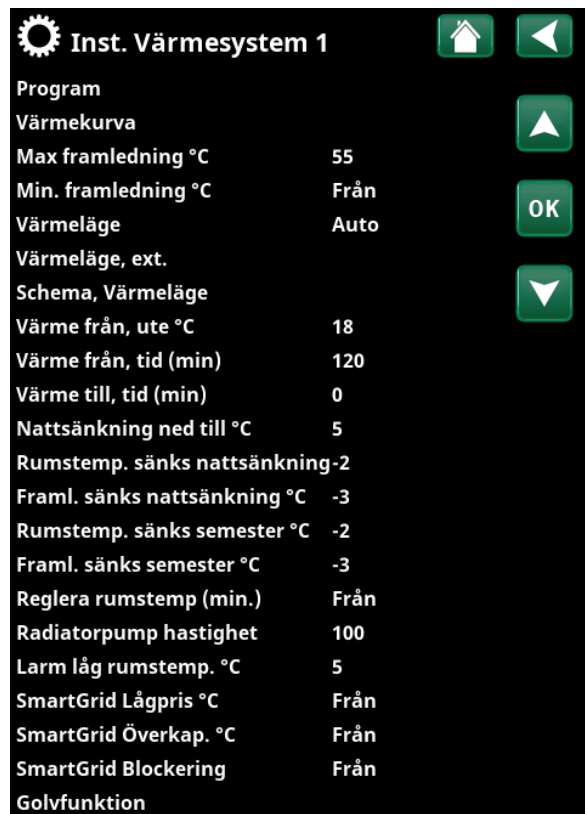 Inst. Värmesystem 1
Program
Värmekurva
Max framledning °C 55
Min. framledning °C Från
Värmeläge Auto
OK
Värmeläge, ext.
Schema, Värmeläge
Värme från, ute °C 18
Värme från, tid (min) 120
Värme till, tid (min) 0
Nattsänkning ned till °C 5
Rumstemp. sänks nattsänkning -2
Framl. sänks nattsänkning °C -3
Rumstemp. sänks semester °C -2
Framl. sänks semester °C -3
Reglera rumstemp (min.) Från
Radiatorpump hastighet 100
Larm låg rumstemp. °C 5
SmartGrid Lågpris °C Från
SmartGrid Överkap. °C Från
SmartGrid Blockering Från
Golvfunktion